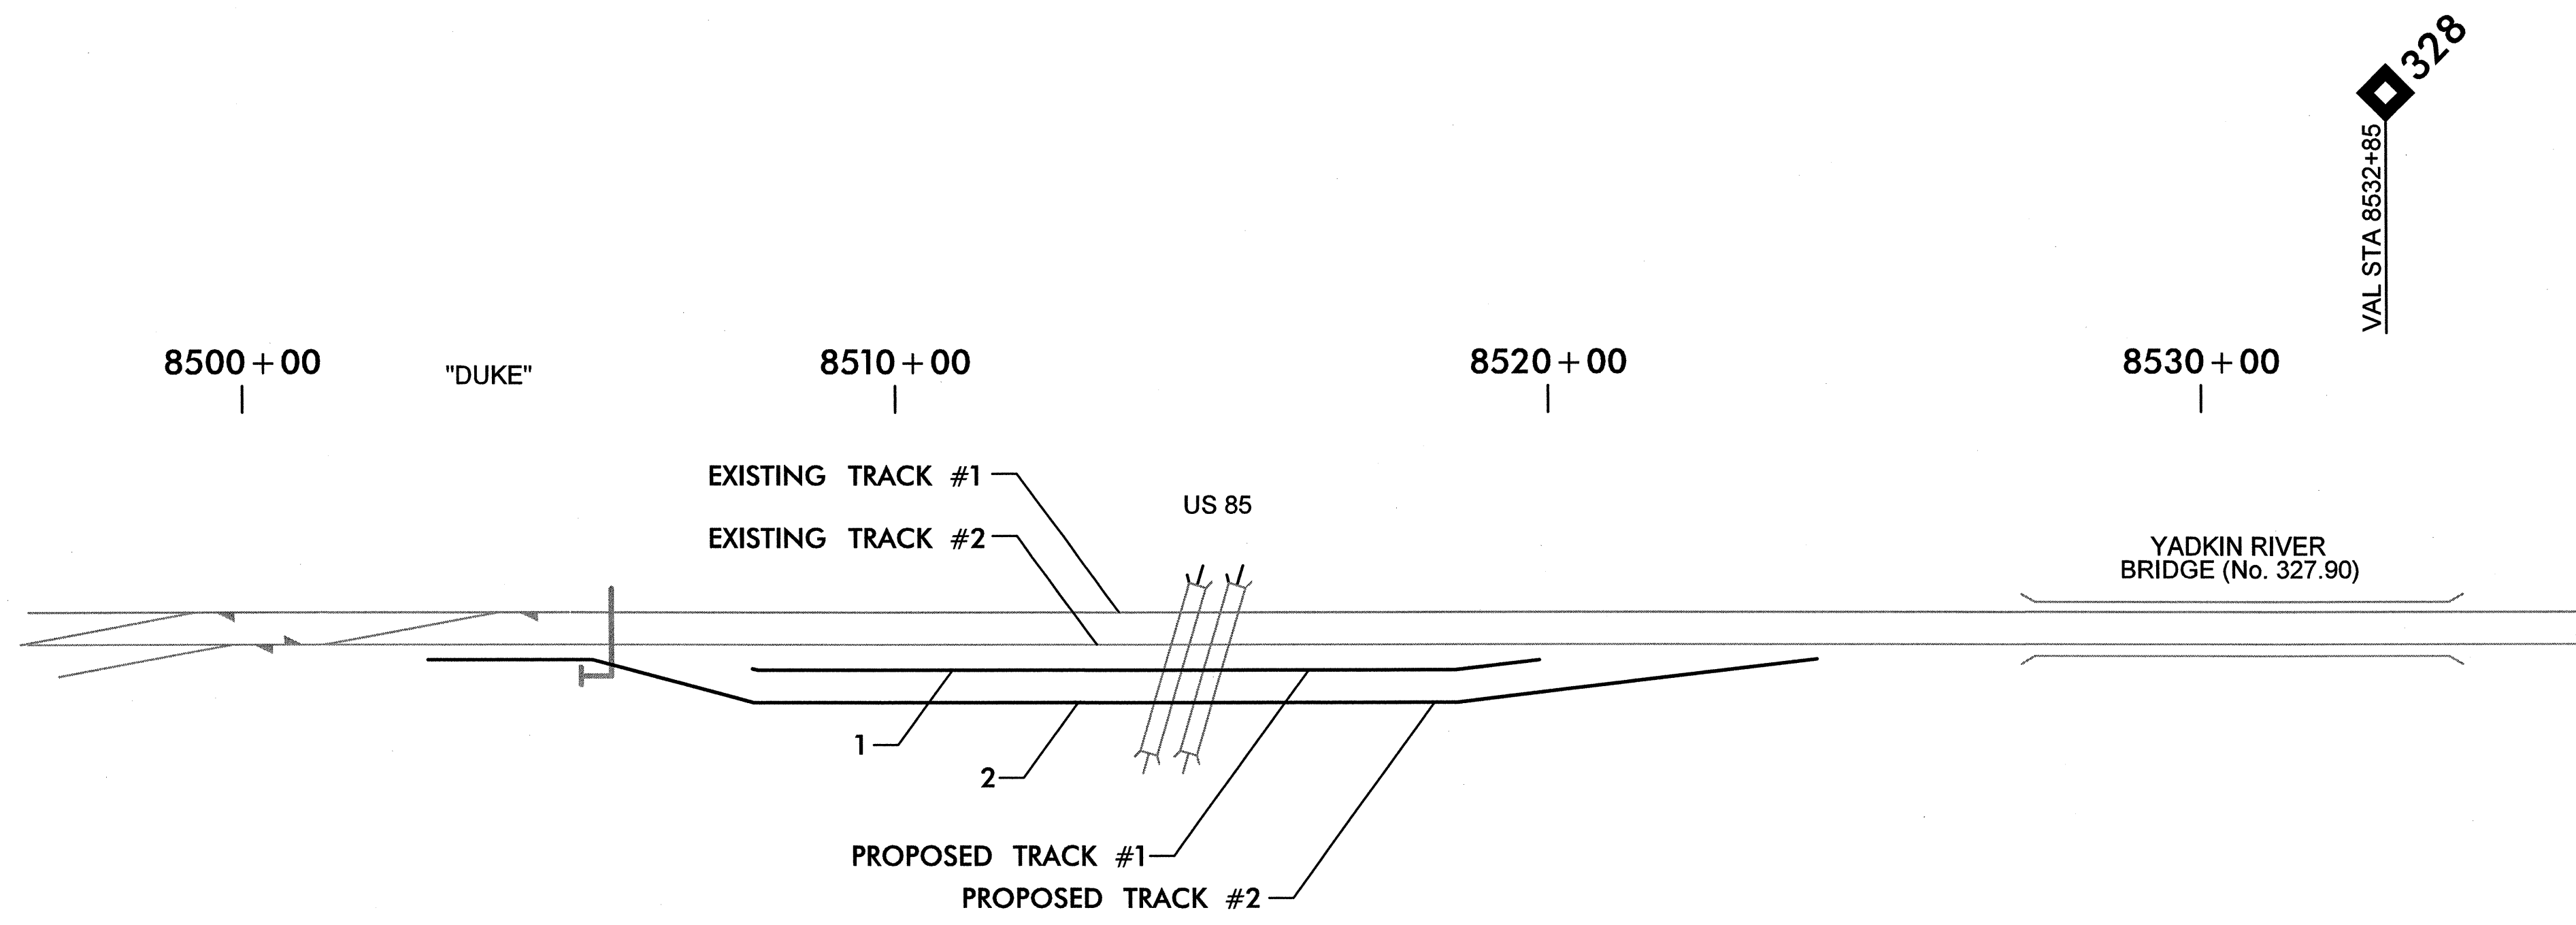 328
VAL STA 8532+85
8500+00
"DUKE"
8510+00
8520+00
8530+00
EXISTING TRACK #1
US 85
EXISTING TRACK #2
YADKIN RIVER
BRIDGE (No. 327.90)
1
2
PROPOSED TRACK #1
PROPOSED TRACK #2